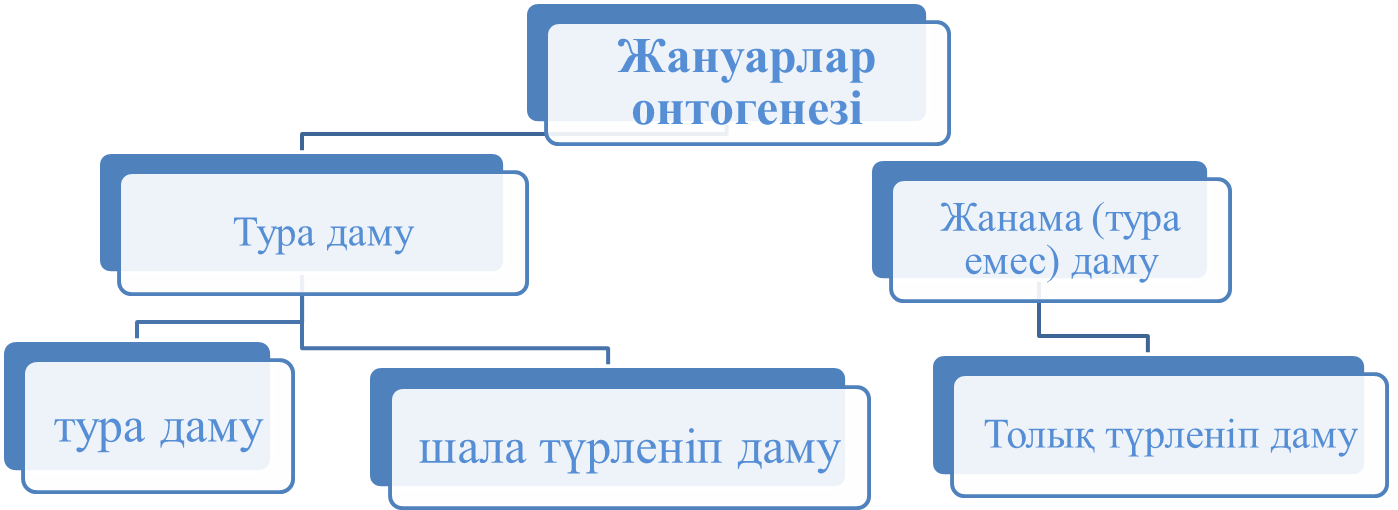 Жануарлар
онтогенезі
Тура даму
Жанама (тура
емес) даму
тура даму
шала түрленіп даму
Толық түрленіп даму